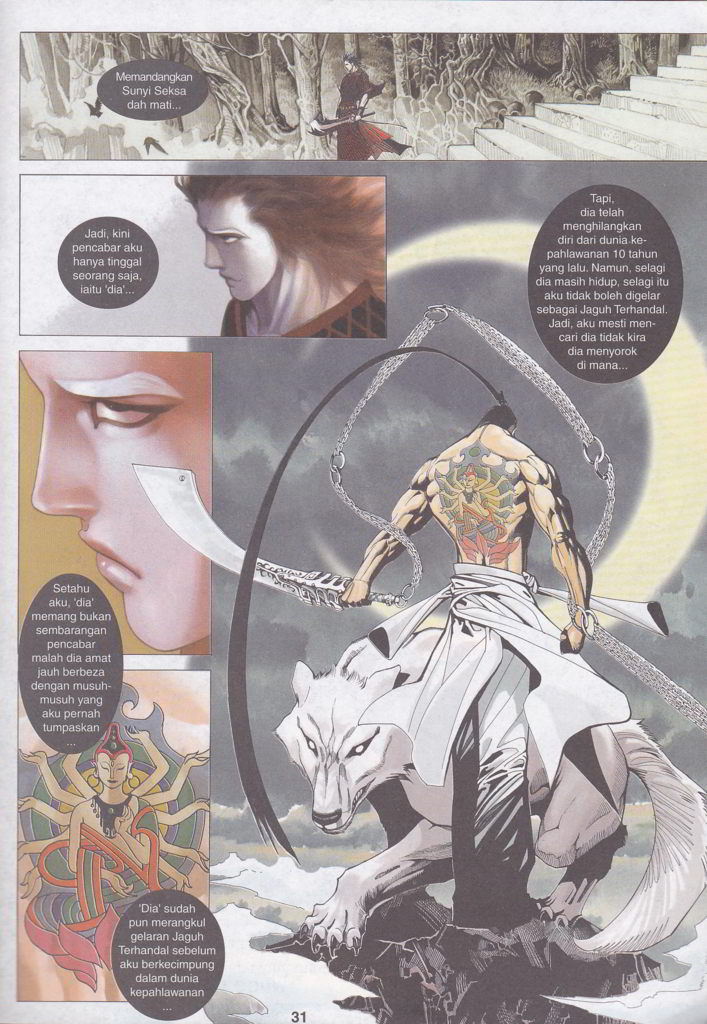 Memandangkan
Sunyi Seksa
dah mati...
Jadi, kini
pencabar aku
hanya tinggal
seorang saja,
iaitu 'dia'...
Tapi,
dia telah
menghilangkan
diri dari dunia ke-
pahlawanan 10 tahun
yang lalu. Namun, selagi
dia masih hidup, selagi itu
aku tidak boleh digelar
sebagai Jaguh Terhandal.
Jadi, aku mesti men-
cari dia tidak kira
dia menyorok
di mana...
Setahu
aku, 'dia'
memang bukan
sembarangan
pencabar
malah dia amat
jauh berbeza
dengan musuh-
musuh yang
aku pernah
tumpaskan
...
'Dia' sudah
pun merangkul
gelaran Jaguh
Terhandal sebelum
aku berkecimpung
dalam dunia
kepahlawanan
...
31